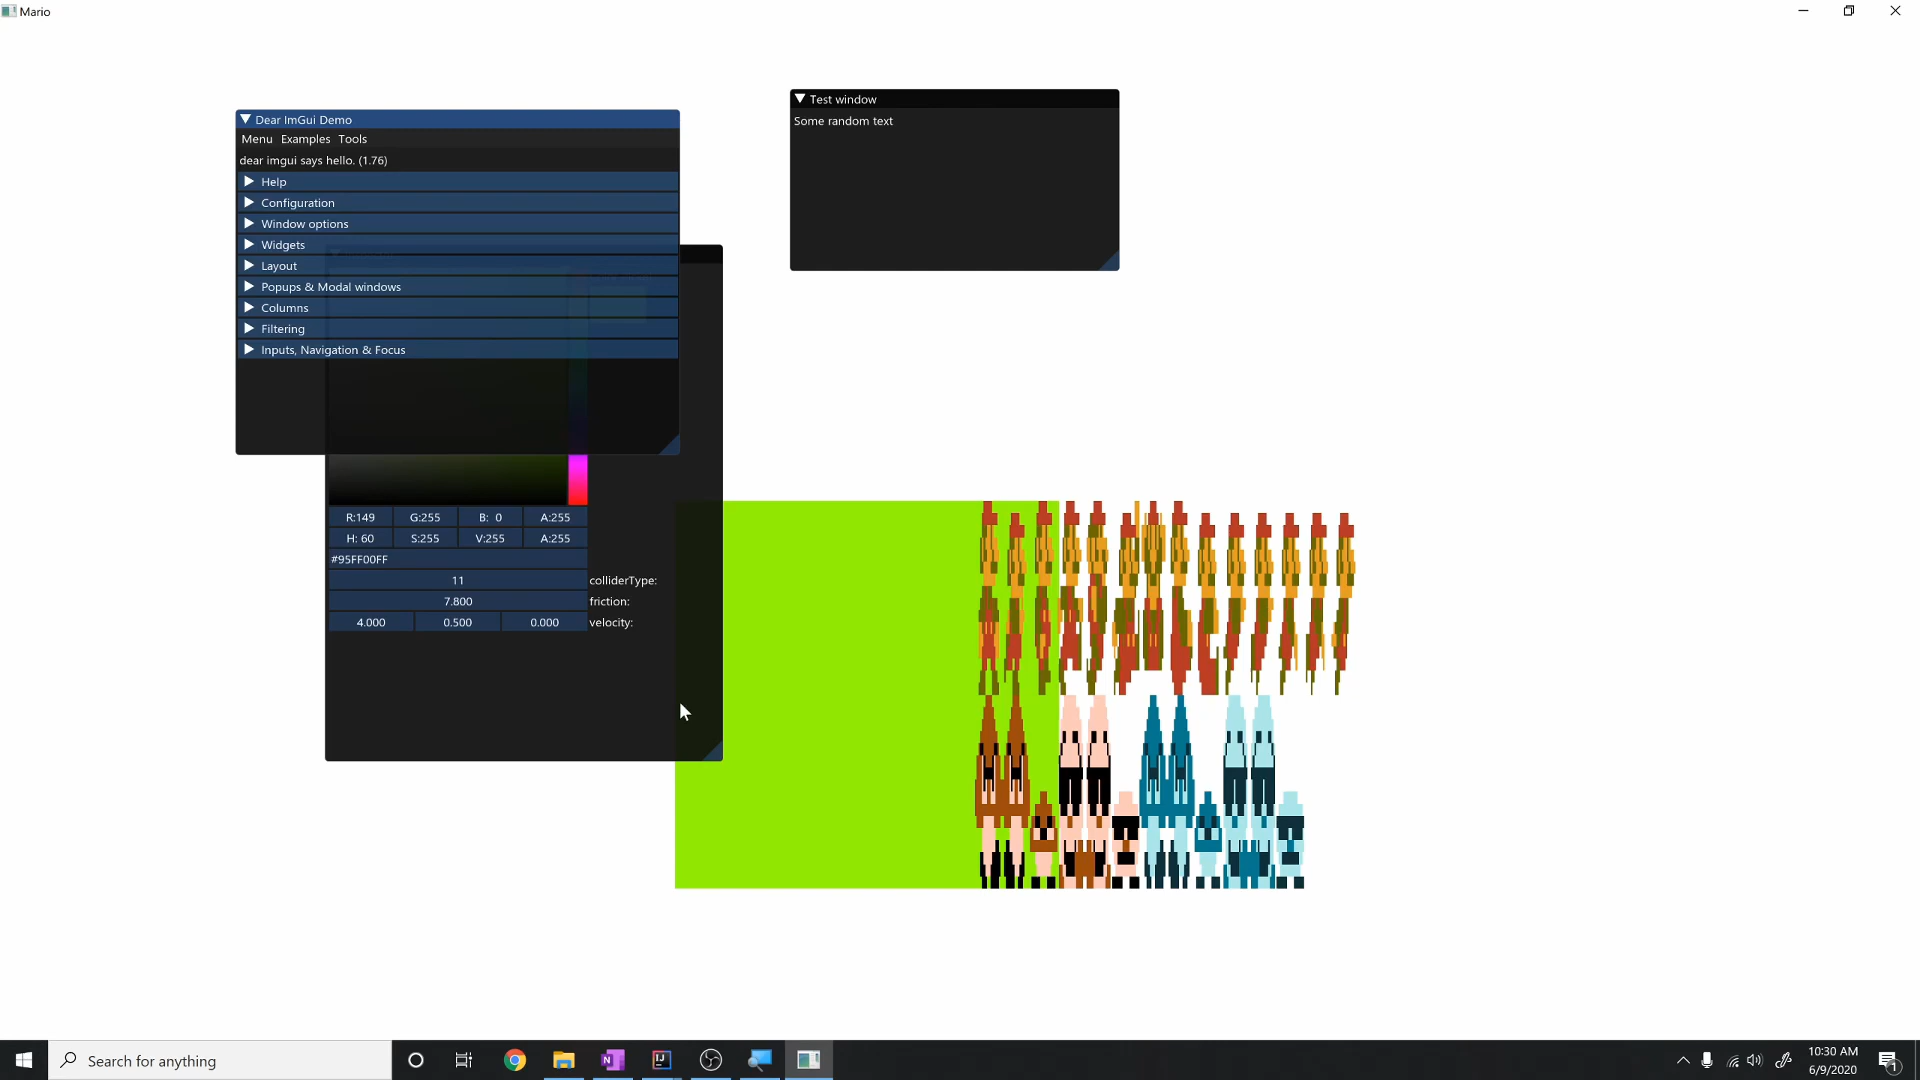 Mario
Test window
Some random text
Dear ImGui Demo
Menu Examples Tools
dear imgui says hello. (1.76)
Help
Configuration
Window options
Widgets
Layout
Popups & Modal windows
Columns
Filtering
Inputs, Navigation & Focus
R:149 G:255 B: 0 A:255
H: 60 S:255 V:255 A:255
#95FF00FF
11 colliderType:
7.800 friction:
4.000 0.500 0.000 velocity:
Search for anything
10:30 AM
6/9/2020
1